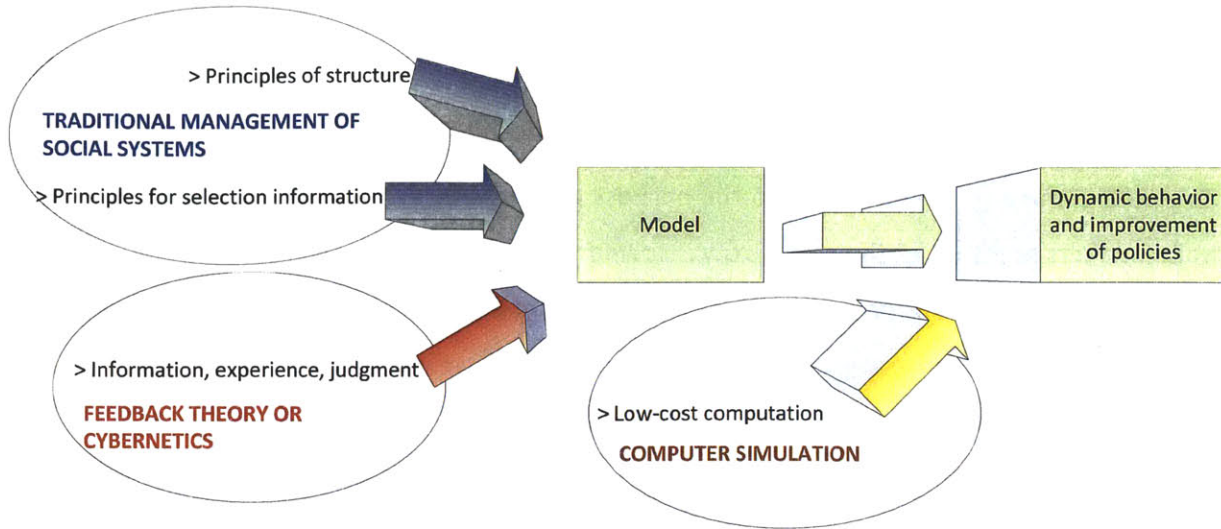 > Principles of structure
TRADITIONAL MANAGEMENT OF
SOCIAL SYSTEMS
> Principles for selection information
Model
Dynamic behavior
and improvement
of policies
> Information, experience, judgment
FEEDBACK THEORY OR
CYBERNETICS
> Low-cost computation
COMPUTER SIMULATION